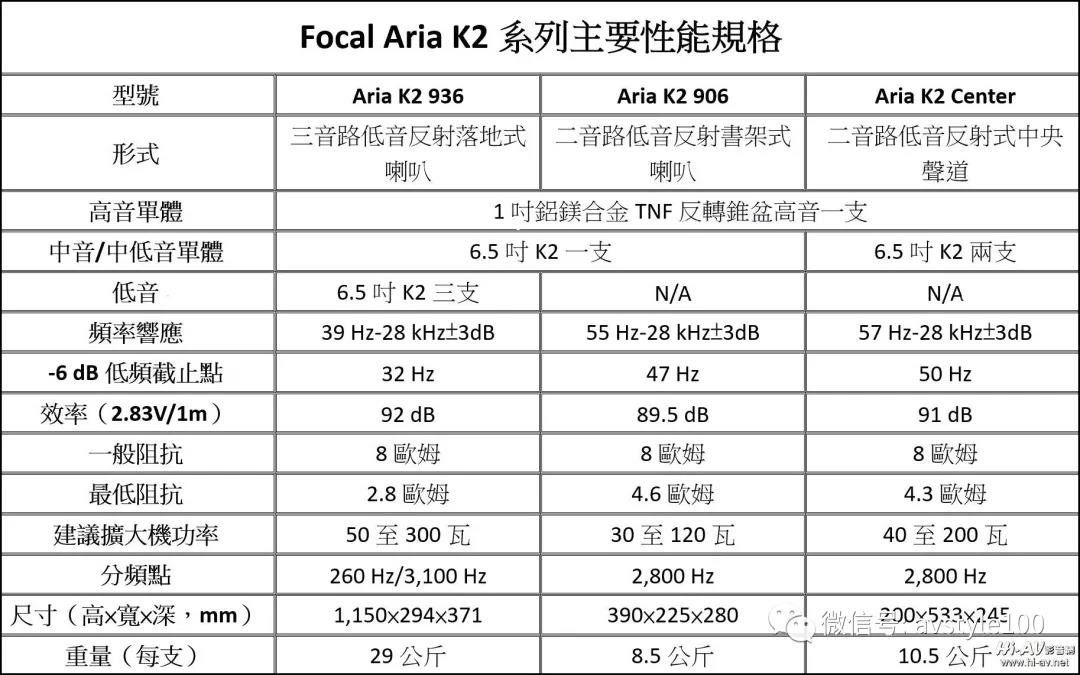 Focal Aria K2 系列主要性能規格
型號 Aria K2 936 Aria K2 906 Aria K2 Center
形式 三音路低音反射落地式喇叭 二音路低音反射書架式喇叭 二音路低音反射式中央聲道
高音單體 1 吋鋁鎂合金 TNF 反轉錐盆高音一支
中音/中低音單體 6.5 吋 K2 一支 6.5 吋 K2 兩支
低音 6.5 吋 K2 三支 N/A N/A
頻率響應 39 Hz-28 kHz±3dB 55 Hz-28 kHz±3dB 57 Hz-28 kHz±3dB
-6 dB 低頻截止點 32 Hz 47 Hz 50 Hz
效率（2.83V/1m） 92 dB 89.5 dB 91 dB
一般阻抗 8 歐姆 8 歐姆 8 歐姆
最低阻抗 2.8 歐姆 4.6 歐姆 4.3 歐姆
建議擴大機功率 50 至 300 瓦 30 至 120 瓦 40 至 200 瓦
分頻點 260 Hz/3,100 Hz 2,800 Hz 2,800 Hz
尺寸（高x寬x深，mm） 1,150x294x371 390x225x280 200x533x245
微信号: avstyle100
重量（每支） 29 公斤 8.5 公斤 10.5 公斤
Hi-AV影音網
www.hi-av.net